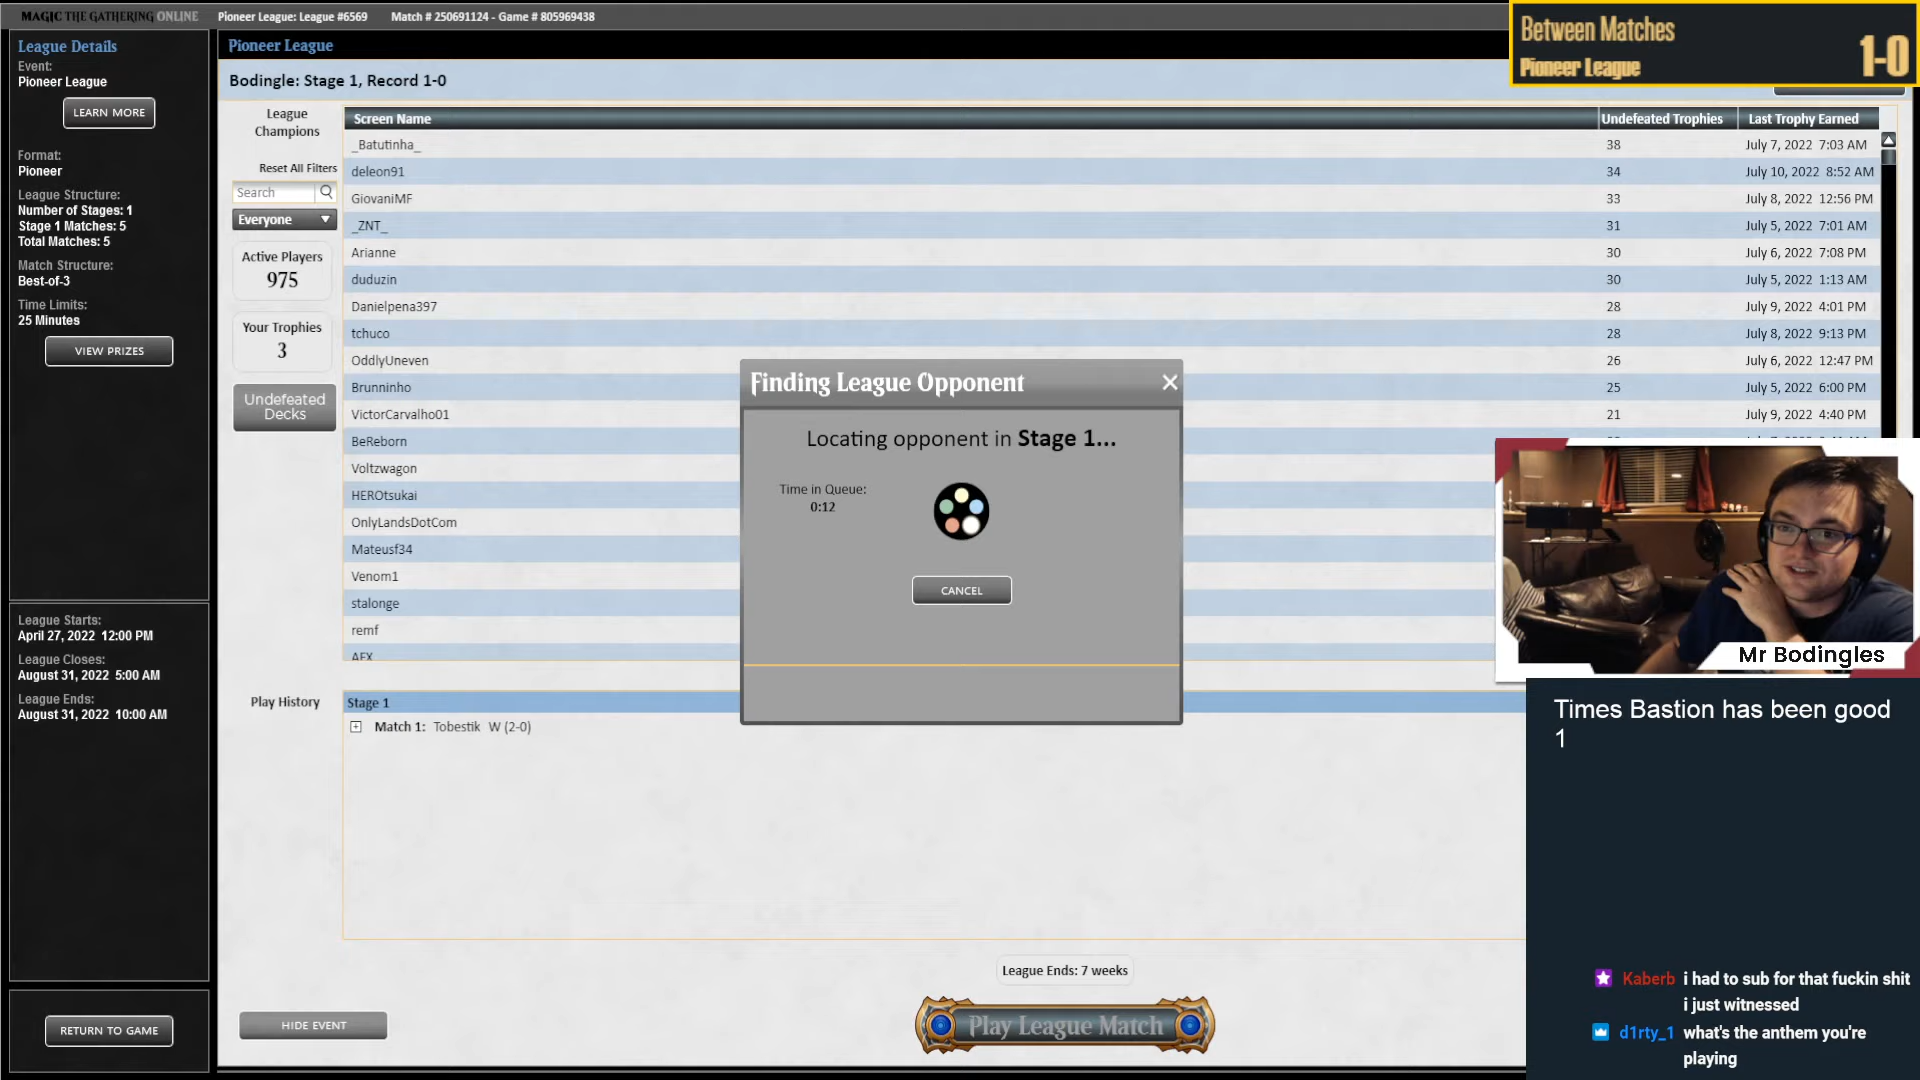 MAGIC THE GATHERING ONLINE
Pioneer League: League #6569
Match # 250691124 - Game # 805969438
League Details
Event:
Pioneer League
LEARN MORE
Format:
Pioneer
League Structure:
Number of Stages: 1
Stage 1 Matches: 5
Total Matches: 5
Match Structure:
Best-of-3
Time Limits:
25 Minutes
VIEW PRIZES
League Starts:
April 27, 2022 12:00 PM
League Closes:
August 31, 2022 5:00 AM
League Ends:
August 31, 2022 10:00 AM
RETURN TO GAME
Pioneer League
Bodingle: Stage 1, Record 1-0
League
Champions
Reset All Filters
Search
Everyone
Active Players
975
Your Trophies
3
Undefeated
Decks
Screen Name Undefeated Trophies Last Trophy Earned
_Batutinha_ 38 July 7, 2022 7:03 AM
deleon91 34 July 10, 2022 8:52 AM
GiovaniMF 33 July 8, 2022 12:56 PM
_ZNT_ 31 July 5, 2022 7:01 AM
Arianne 30 July 6, 2022 7:08 PM
duduzin 30 July 5, 2022 1:13 AM
Danielpena397 28 July 9, 2022 4:01 PM
tchuco 28 July 8, 2022 9:13 PM
OddlyUneven 26 July 6, 2022 12:47 PM
Brunninho 25 July 5, 2022 6:00 PM
VictorCarvalho01 21 July 9, 2022 4:40 PM
BeReborn
Voltzwagon
HEROtsukai
OnlyLandsDotCom
Mateusf34
Venom1
stalonge
remf
AFX
Finding League Opponent
Locating opponent in Stage 1...
Time in Queue:
0:12
CANCEL
Play History
Stage 1
Match 1: Tobestik W (2-0)
League Ends: 7 weeks
HIDE EVENT
Play League Match
Between Matches
Pioneer League
1-0
Mr Bodingles
Times Bastion has been good
1
Kaberb i had to sub for that fuckin shit
i just witnessed
d1rty_1 what's the anthem you're
playing